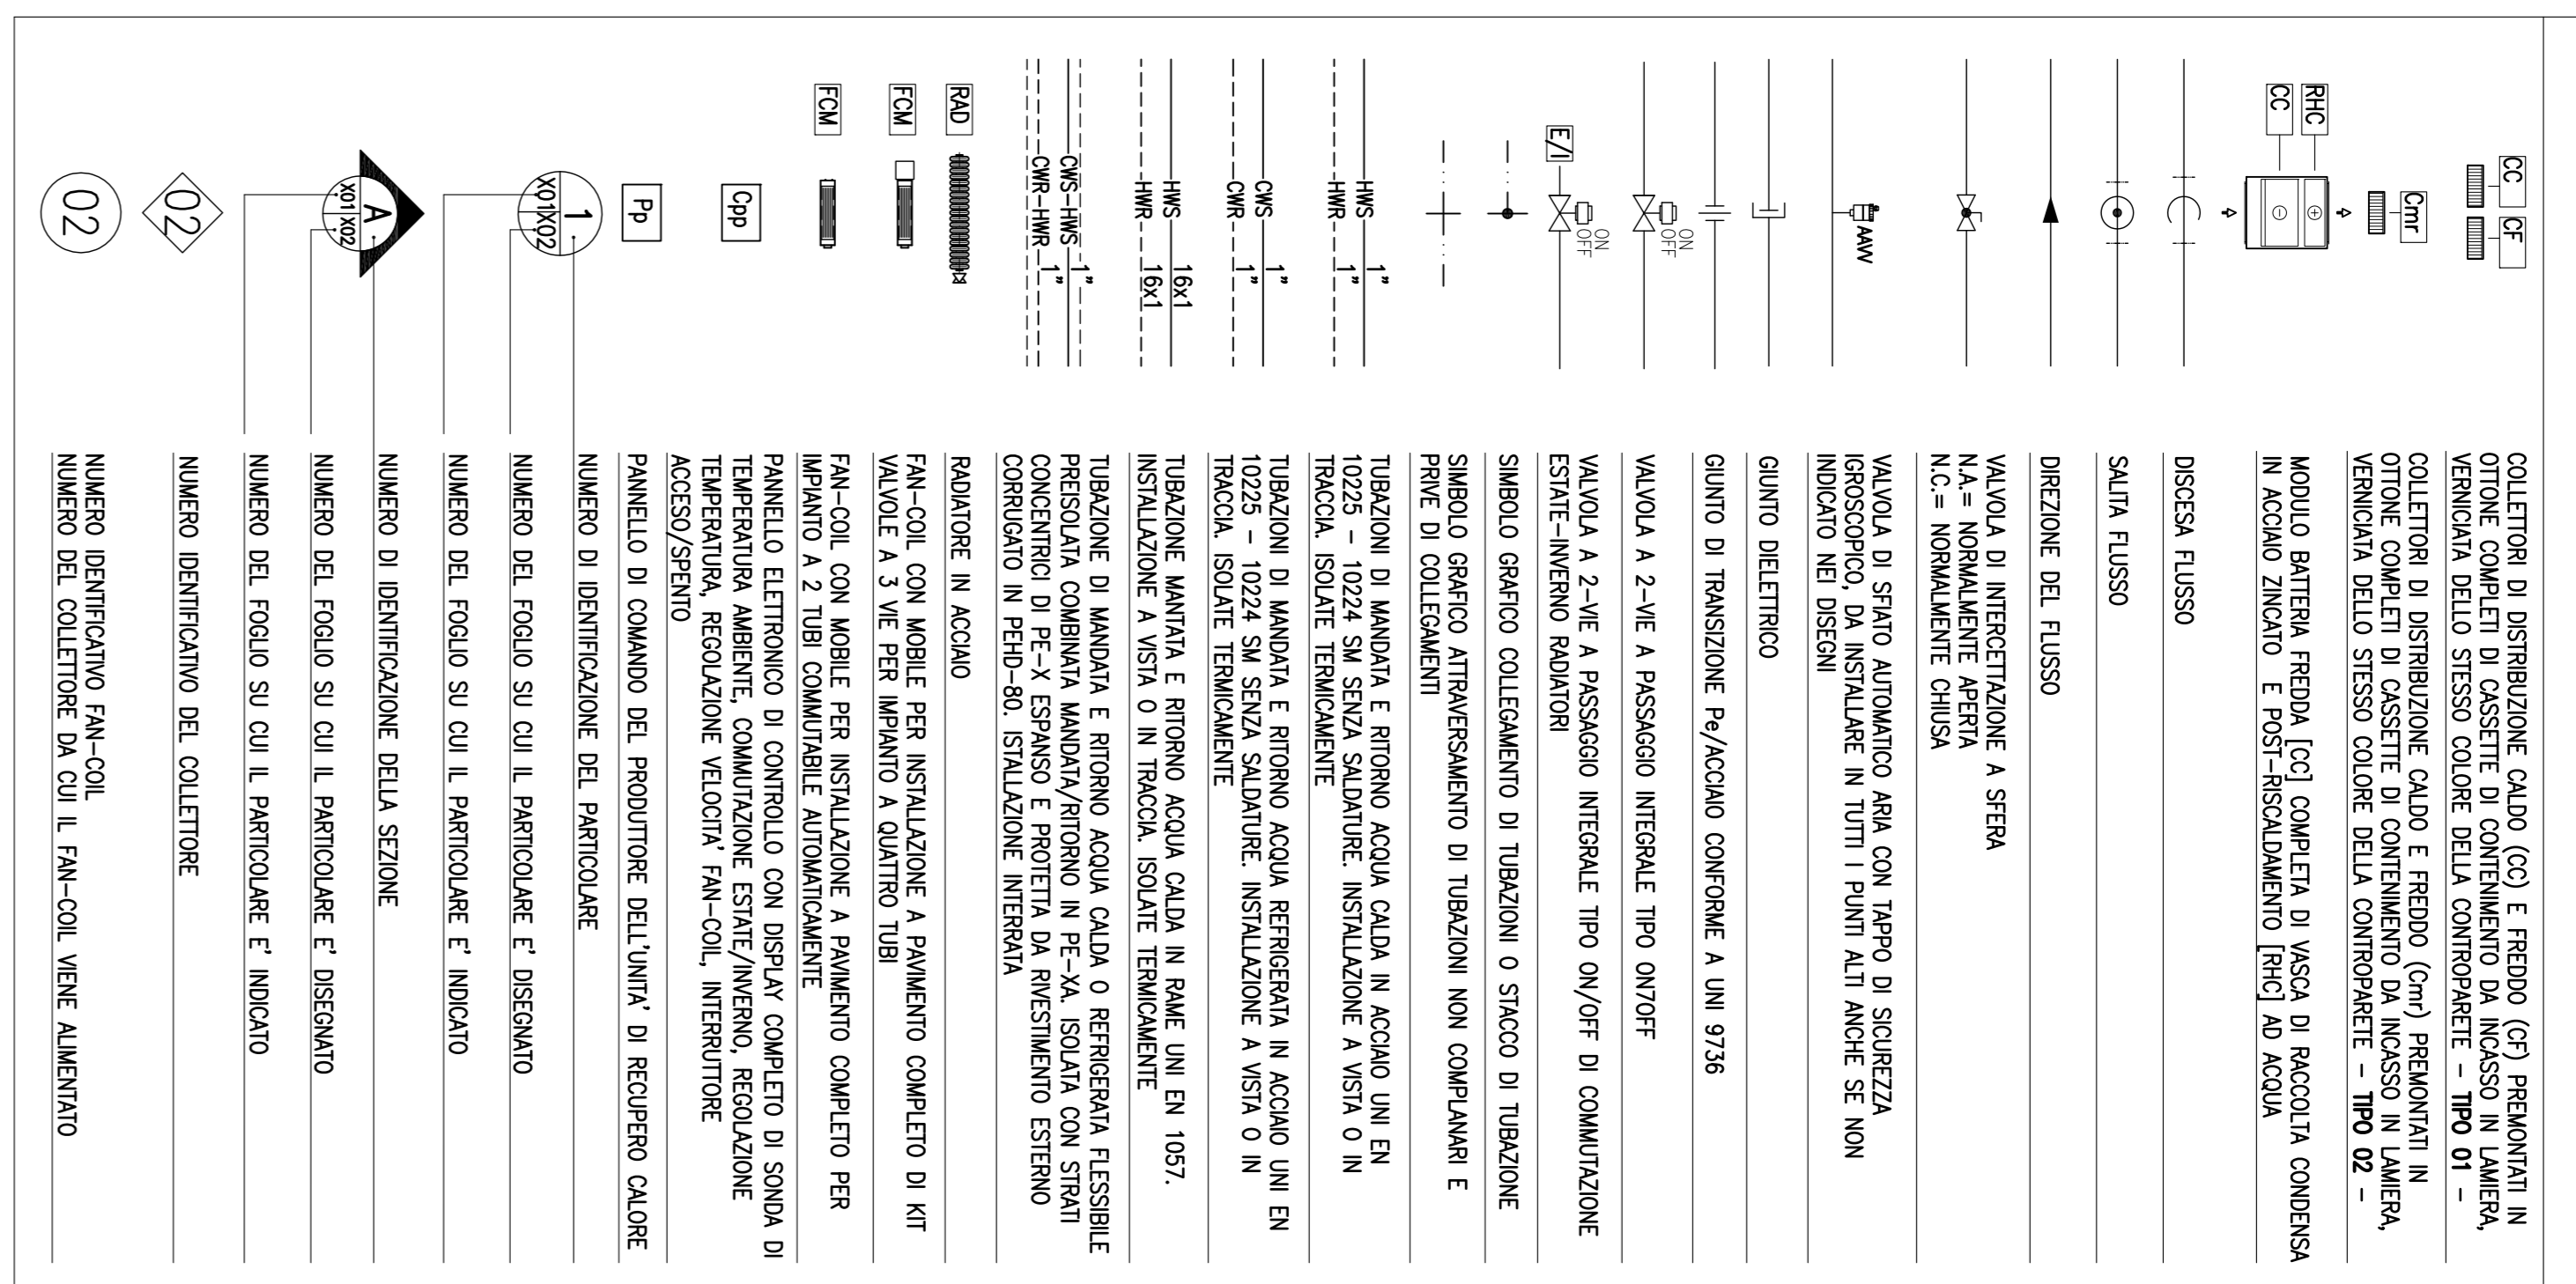 CC
CF
COLLETTORI DI DISTRIBUZIONE CALDO (CC) E FREDDO (CF) PREMONTATI IN
OTTONE COMPLETI DI CASSETTE DI CONTENIMENTO DA INCASSO IN LAMIERA,
VERNICIATA DELLO STESSO COLORE DELLA CONTROPARETE - TIPO 01 -
Cmr
COLLETTORI DI DISTRIBUZIONE CALDO E FREDDO (Cmr) PREMONTATI IN
OTTONE COMPLETI DI CASSETTE DI CONTENIMENTO DA INCASSO IN LAMIERA,
VERNICIATA DELLO STESSO COLORE DELLA CONTROPARETE - TIPO 02 -
RHC
CC
MODULO BATTERIA FREDDA [CC] COMPLETA DI VASCA DI RACCOLTA CONDENSA
IN ACCIAIO ZINCATO E POST-RISCALDAMENTO [RHC] AD ACQUA
DISCESA FLUSSO
SALITA FLUSSO
DIREZIONE DEL FLUSSO
VALVOLA DI INTERCETTAZIONE A SFERA
N.A.= NORMALMENTE APERTA
N.C.= NORMALMENTE CHIUSA
AAV
VALVOLA DI SFIATO AUTOMATICO ARIA CON TAPPO DI SICUREZZA
IGROSCOPICO, DA INSTALLARE IN TUTTI I PUNTI ALTI ANCHE SE NON
INDICATO NEI DISEGNI
GIUNTO DIELETTRICO
GIUNTO DI TRANSIZIONE Pe/ACCIAIO CONFORME A UNI 9736
ON
OFF
VALVOLA A 2-VIE A PASSAGGIO INTEGRALE TIPO ON7OFF
E/I
ON
OFF
VALVOLA A 2-VIE A PASSAGGIO INTEGRALE TIPO ON/OFF DI COMMUTAZIONE
ESTATE-INVERNO RADIATORI
SIMBOLO GRAFICO COLLEGAMENTO DI TUBAZIONI O STACCO DI TUBAZIONE
SIMBOLO GRAFICO ATTRAVERSAMENTO DI TUBAZIONI NON COMPLANARI E
PRIVE DI COLLEGAMENTI
HWS 1"
HWR 1"
TUBAZIONI DI MANDATA E RITORNO ACQUA CALDA IN ACCIAIO UNI EN
10225 - 10224 SM SENZA SALDATURE. INSTALLAZIONE A VISTA O IN
TRACCIA. ISOLATE TERMICAMENTE
CWS 1"
CWR 1"
TUBAZIONI DI MANDATA E RITORNO ACQUA REFRIGERATA IN ACCIAIO UNI EN
10225 - 10224 SM SENZA SALDATURE. INSTALLAZIONE A VISTA O IN
TRACCIA. ISOLATE TERMICAMENTE
HWS 16x1
HWR 16x1
TUBAZIONE MANTATA E RITORNO ACQUA CALDA IN RAME UNI EN 1057.
INSTALLAZIONE A VISTA O IN TRACCIA. ISOLATE TERMICAMENTE
CWS-HWS 1"
CWR-HWR 1"
TUBAZIONE DI MANDATA E RITORNO ACQUA CALDA O REFRIGERATA FLESSIBILE
PREISOLATA COMBINATA MANDATA/RITORNO IN PE-XA. ISOLATA CON STRATI
CONCENTRICI DI PE-X ESPANSO E PROTETTA DA RIVESTIMENTO ESTERNO
CORRUGATO IN PEHD-80. ISTALLAZIONE INTERRATA
RAD
RADIATORE IN ACCIAIO
FCM
FAN-COIL CON MOBILE PER INSTALLAZIONE A PAVIMENTO COMPLETO DI KIT
VALVOLE A 3 VIE PER IMPIANTO A QUATTRO TUBI
FCM
FAN-COIL CON MOBILE PER INSTALLAZIONE A PAVIMENTO COMPLETO PER
IMPIANTO A 2 TUBI COMMUTABILE AUTOMATICAMENTE
Cpp
PANNELLO ELETTRONICO DI CONTROLLO CON DISPLAY COMPLETO DI SONDA DI
TEMPERATURA AMBIENTE, COMMUTAZIONE ESTATE/INVERNO, REGOLAZIONE
TEMPERATURA, REGOLAZIONE VELOCITA' FAN-COIL, INTERRUTTORE
ACCESO/SPENTO
Pp
PANNELLO DI COMANDO DEL PRODUTTORE DELL'UNITA' DI RECUPERO CALORE
1
X01 X02
NUMERO DI IDENTIFICAZIONE DEL PARTICOLARE
NUMERO DEL FOGLIO SU CUI IL PARTICOLARE E' DISEGNATO
NUMERO DEL FOGLIO SU CUI IL PARTICOLARE E' INDICATO
A
X01 X02
NUMERO DI IDENTIFICAZIONE DELLA SEZIONE
NUMERO DEL FOGLIO SU CUI IL PARTICOLARE E' DISEGNATO
NUMERO DEL FOGLIO SU CUI IL PARTICOLARE E' INDICATO
02
NUMERO IDENTIFICATIVO DEL COLLETTORE
02
NUMERO IDENTIFICATIVO FAN-COIL
NUMERO DEL COLLETTORE DA CUI IL FAN-COIL VIENE ALIMENTATO